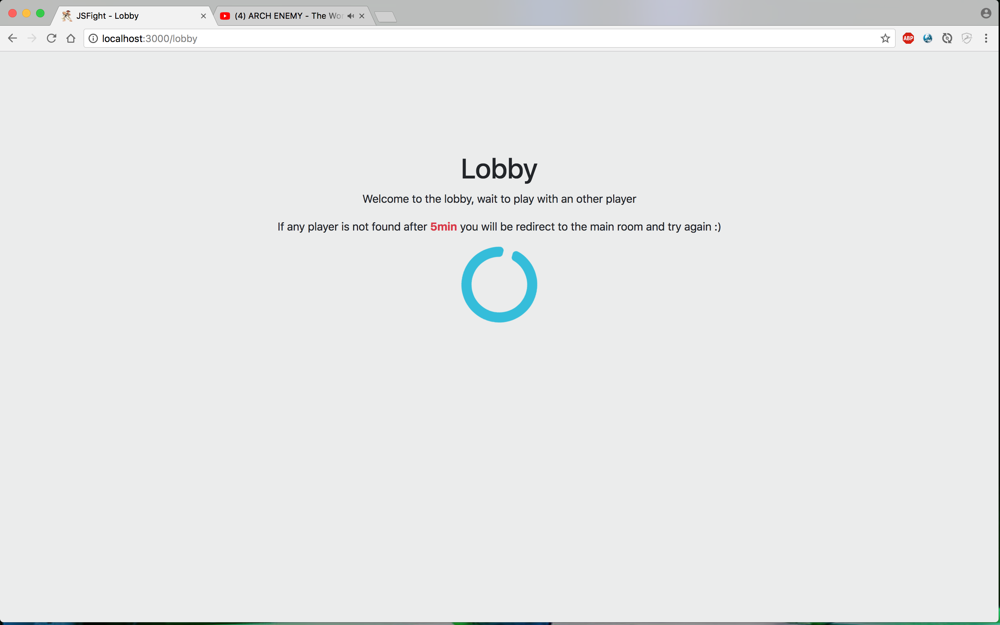 JSFight - Lobby
(4) ARCH ENEMY - The Wor
localhost:3000/lobby
ABP
Lobby
Welcome to the lobby, wait to play with an other player
If any player is not found after 5min you will be redirect to the main room and try again :)